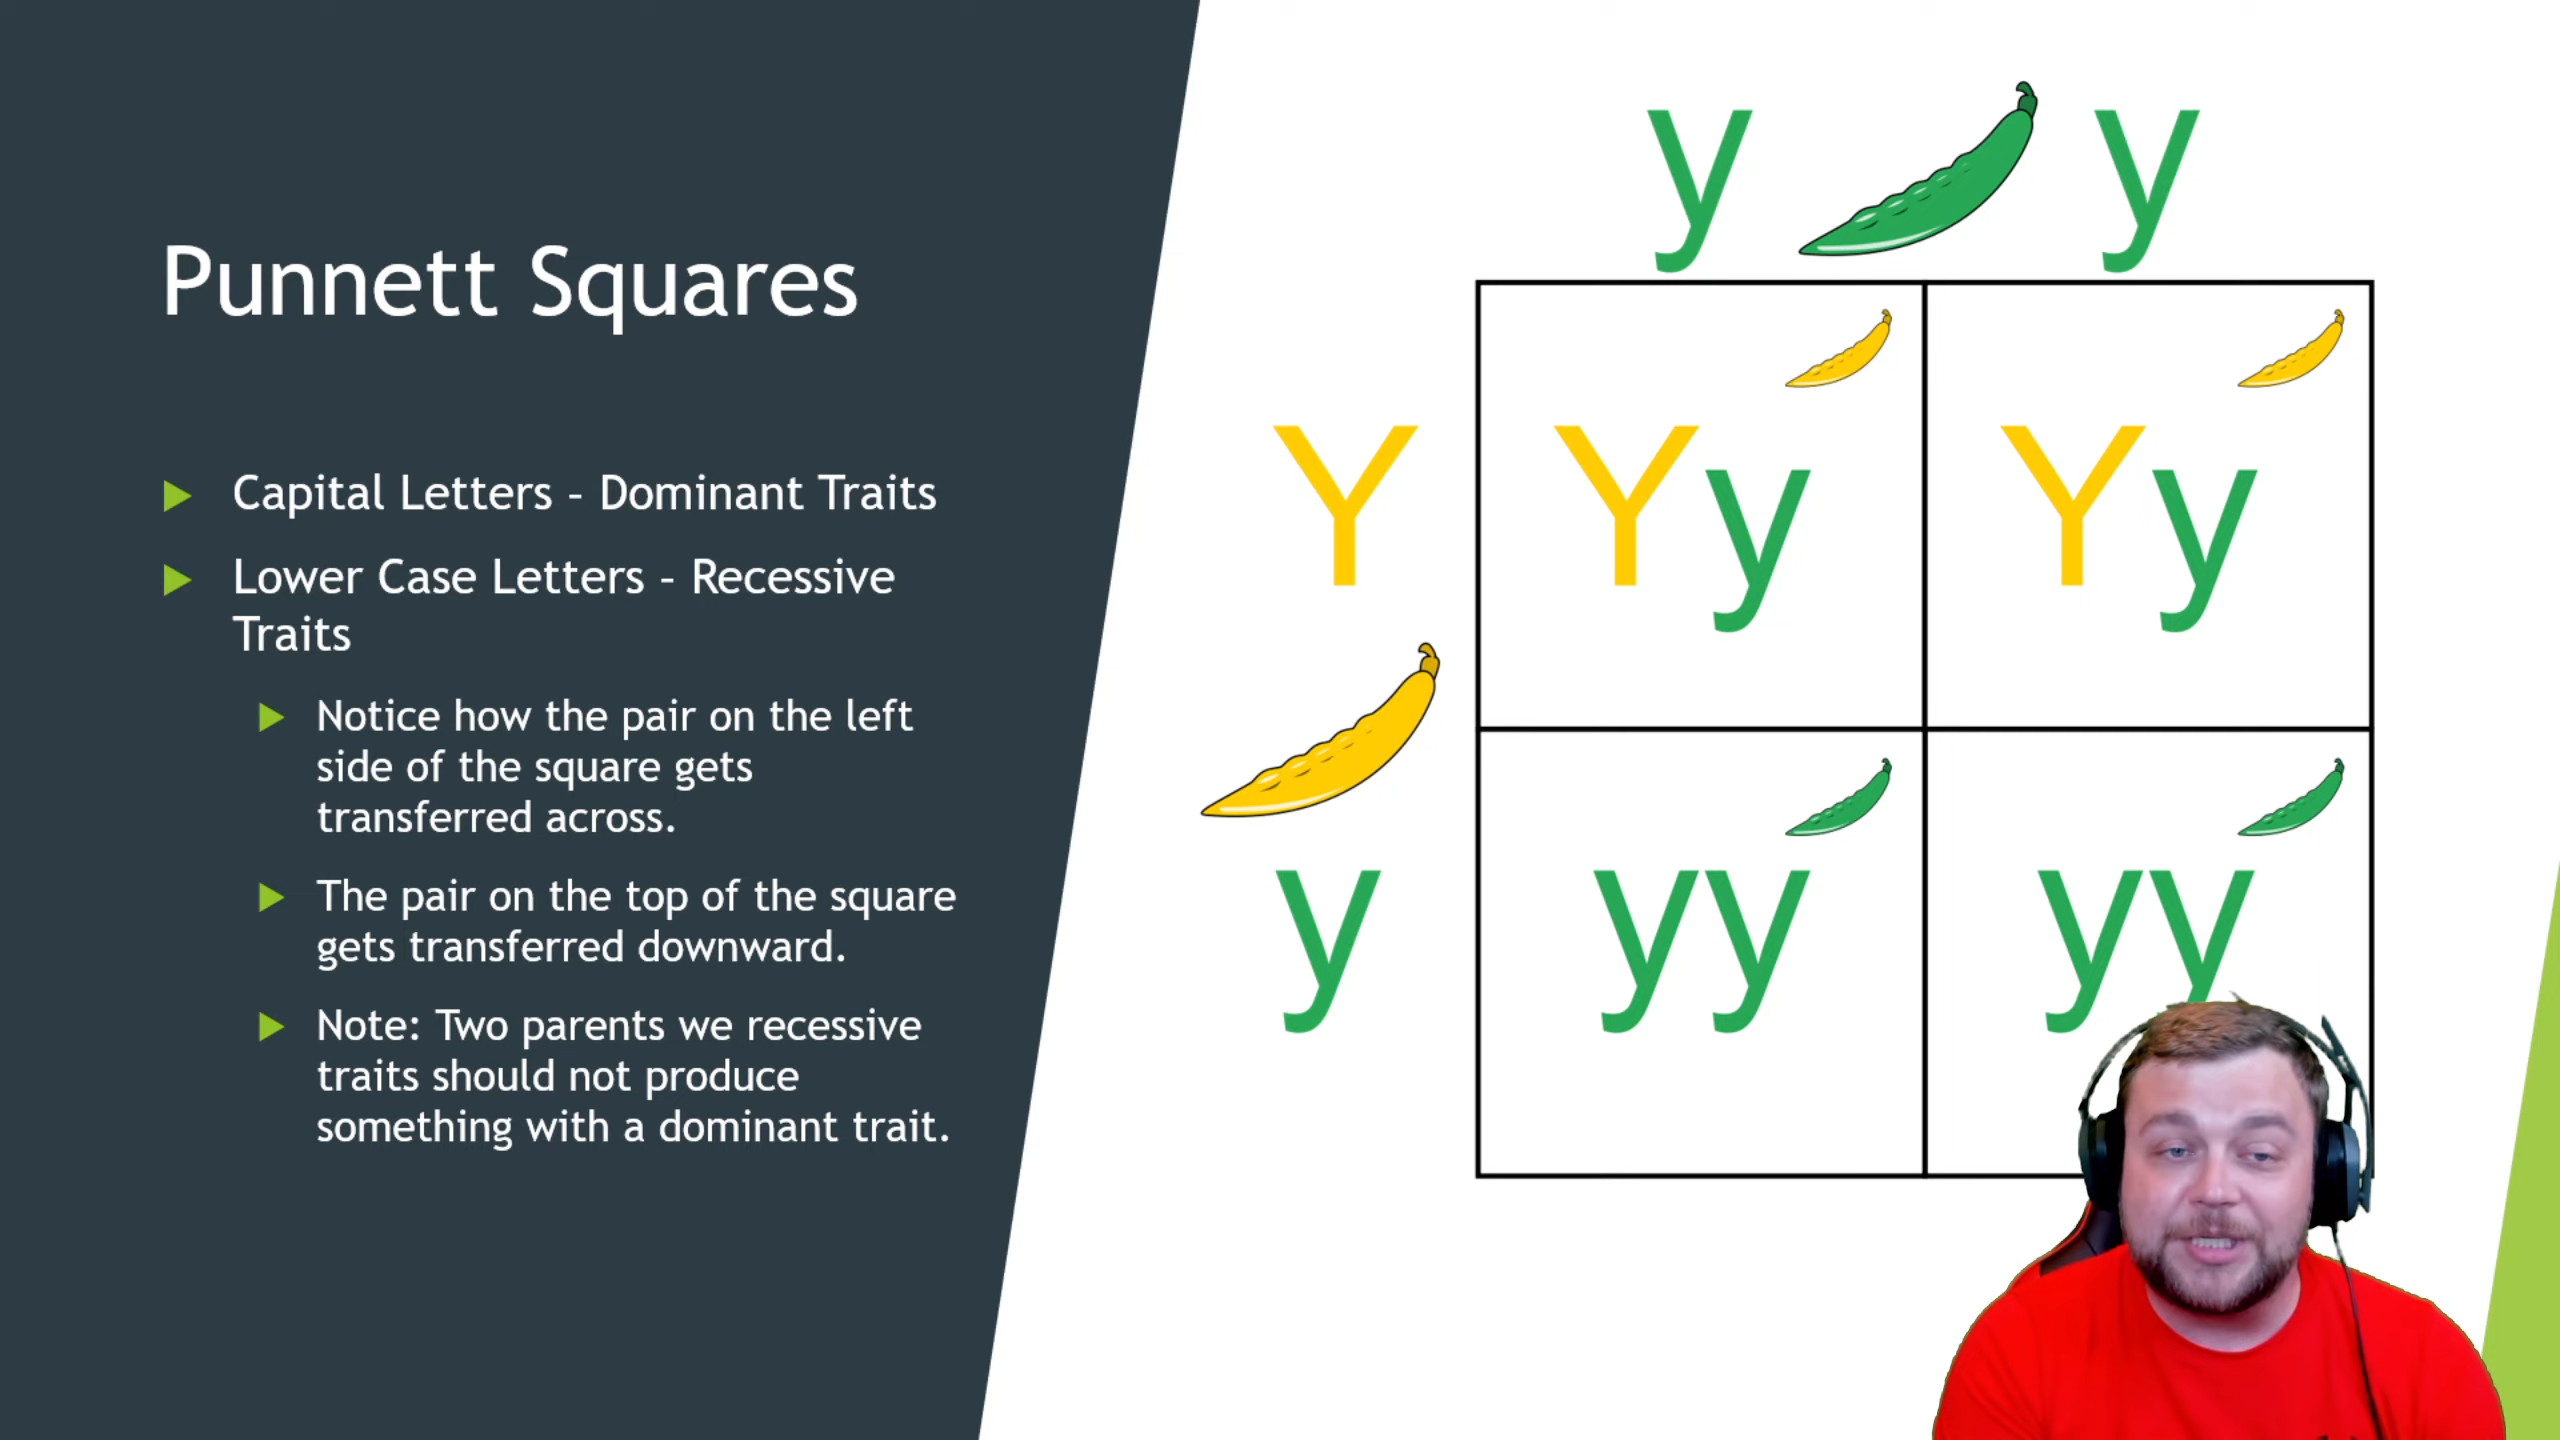 Punnett Squares
Capital Letters - Dominant Traits
Lower Case Letters - Recessive
Traits
Notice how the pair on the left
side of the square gets
transferred across.
The pair on the top of the square
gets transferred downward.
Note: Two parents we recessive
traits should not produce
something with a dominant trait.
y y
Y Yy Yy
y yy yy